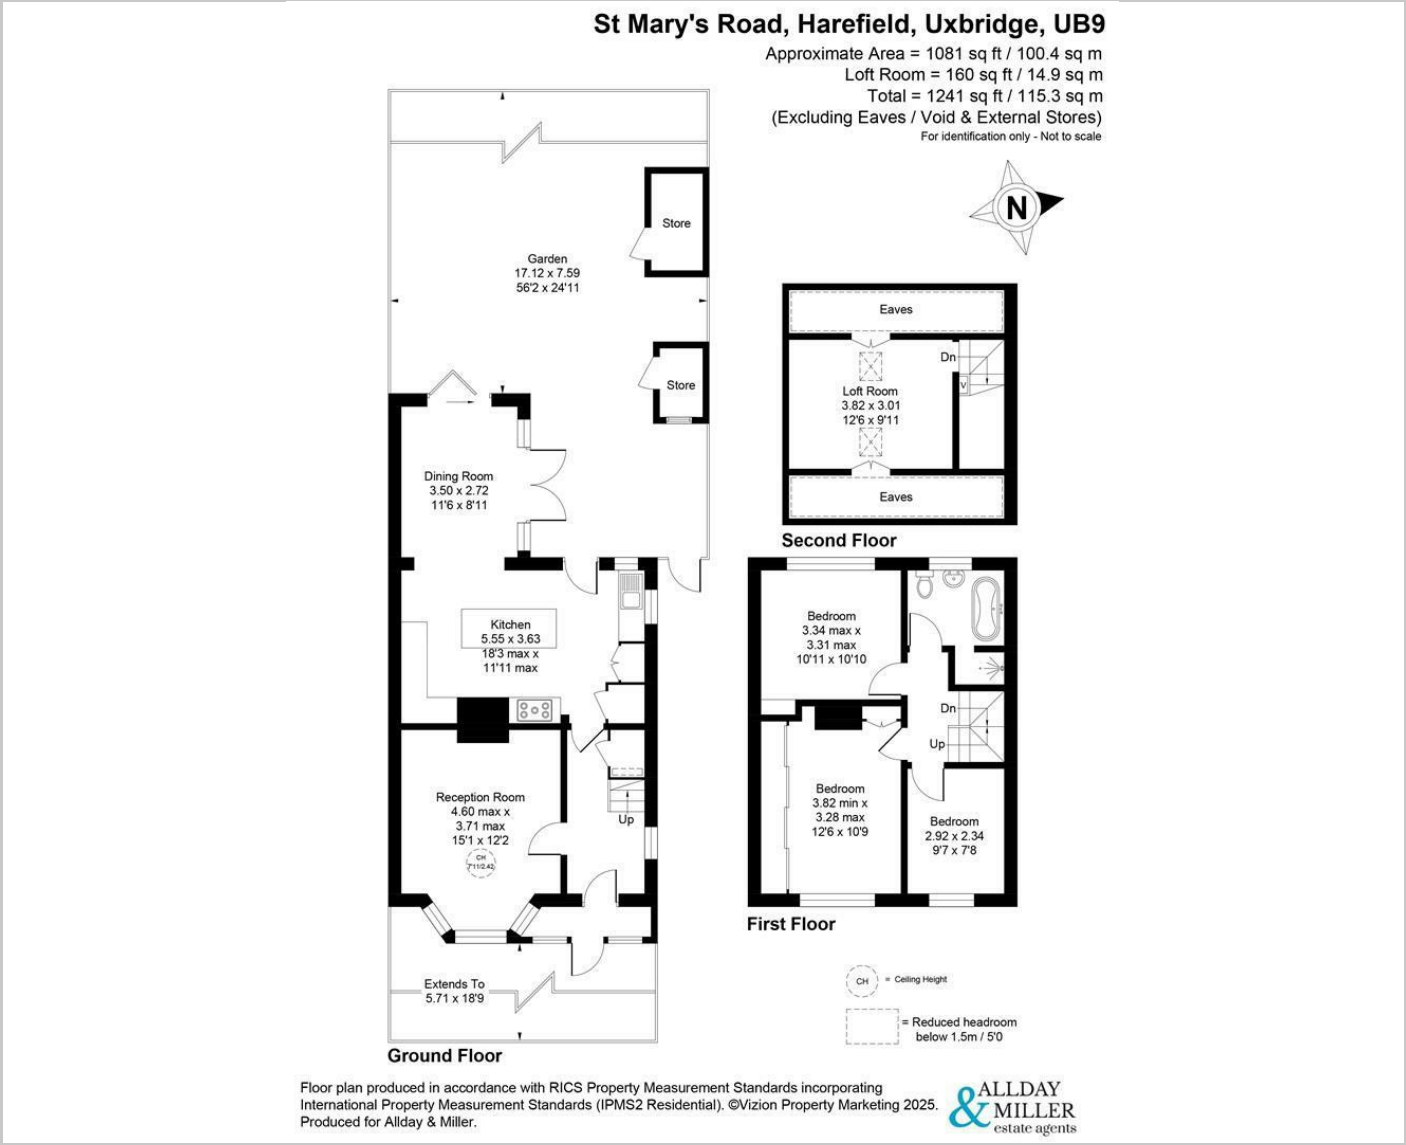 St Mary's Road, Harefield, Uxbridge, UB9
Approximate Area = 1081 sq ft / 100.4 sq m
Loft Room = 160 sq ft / 14.9 sq m
Total = 1241 sq ft / 115.3 sq m
(Excluding Eaves / Void & External Stores)
For identification only - Not to scale
N
Store
Garden
17.12 x 7.59
56'2 x 24'11
Store
Dining Room
3.50 x 2.72
11'6 x 8'11
Kitchen
5.55 x 3.63
18'3 max x
11'11 max
Reception Room
4.60 max x
3.71 max
15'1 x 12'2
CH
7'11/2.42
Up
Extends To
5.71 x 18'9
Ground Floor
Eaves
Dn
V
Loft Room
3.82 x 3.01
12'6 x 9'11
Eaves
Second Floor
Bedroom
3.34 max x
3.31 max
10'11 x 10'10
Dn
Up
Bedroom
3.82 min x
3.28 max
12'6 x 10'9
Bedroom
2.92 x 2.34
9'7 x 7'8
First Floor
CH = Ceiling Height
= Reduced headroom
below 1.5m / 5'0
Floor plan produced in accordance with RICS Property Measurement Standards incorporating
International Property Measurement Standards (IPMS2 Residential). ©Vizion Property Marketing 2025.
Produced for Allday & Miller.
ALLDAY
& MILLER
estate agents